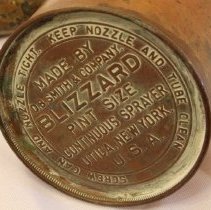 KEEP NOZZLE AND TUBE CLEAN
SCREW CAP AND NOZZLE TIGHT.
MADE BY
D.B. SMITH & COMPANY.
BLIZZARD
PINT SIZE
CONTINUOUS SPRAYER
UTICA, NEW YORK
U.S.A.